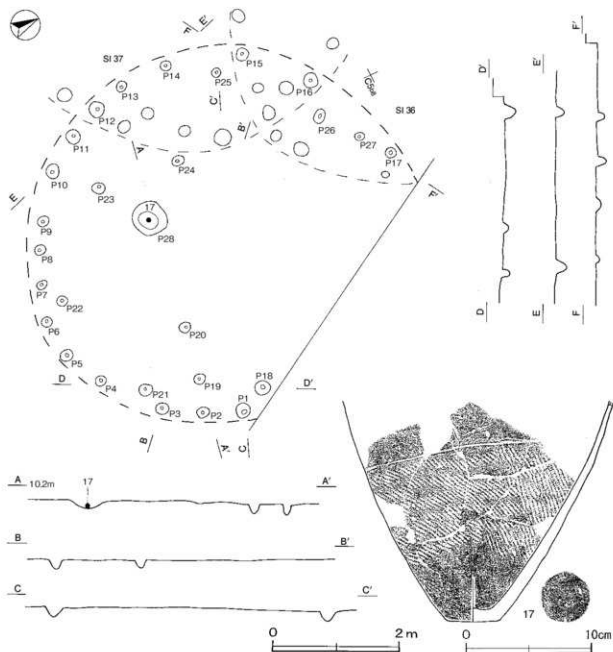 SI 37
F
E'
P15
P14
P25
P13
P16
C'
B'
SI 36
P12
P26
P27
P17
P11
A
P24
P10
P23
F'
E
17
P28
P9
P8
P7
P22
P6
P20
P5
P4
P19
P18
D
P21
P3
P2
P1
D'
B
A'
C
D'
E'
F'
D
E
F
A
10.2m
17
A'
B
B'
C
C'
17
0
2 m
0
10cm